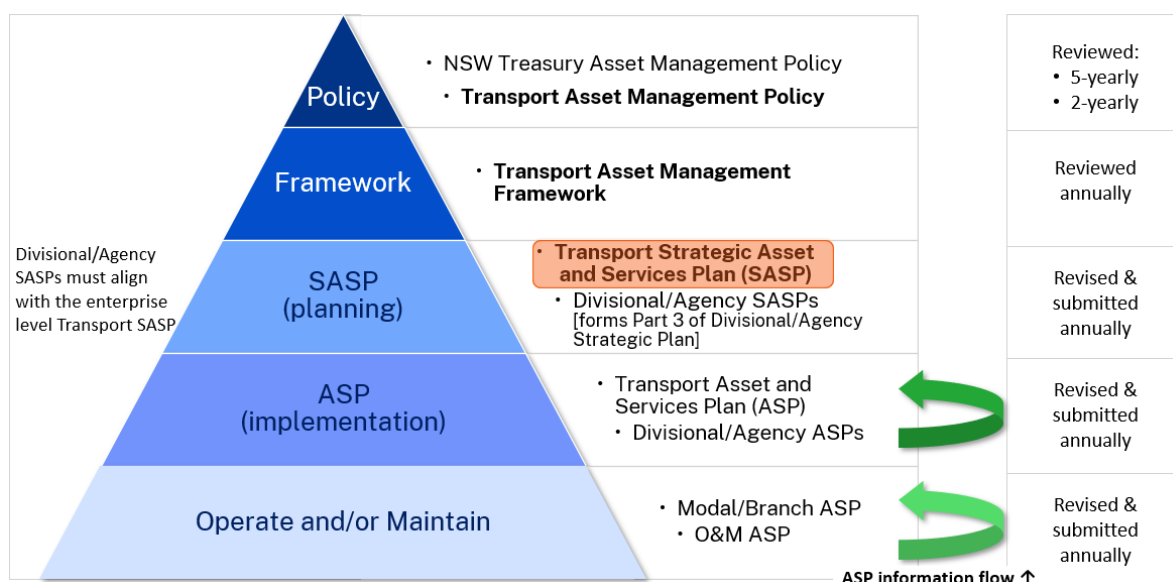 Policy
• NSW Treasury Asset Management Policy
• Transport Asset Management Policy
Reviewed:
• 5-yearly
• 2-yearly
Framework
• Transport Asset Management
Framework
Reviewed
annually
Divisional/Agency
SASPs must align
with the enterprise
level Transport SASP
SASP
(planning)
• Transport Strategic Asset
and Services Plan (SASP)
• Divisional/Agency SASPs
[forms Part 3 of Divisional/Agency
Strategic Plan]
Revised &
submitted
annually
ASP
(implementation)
• Transport Asset and
Services Plan (ASP)
• Divisional/Agency ASPs
Revised &
submitted
annually
Operate and/or Maintain
• Modal/Branch ASP
• O&M ASP
Revised &
submitted
annually
ASP information flow ↑